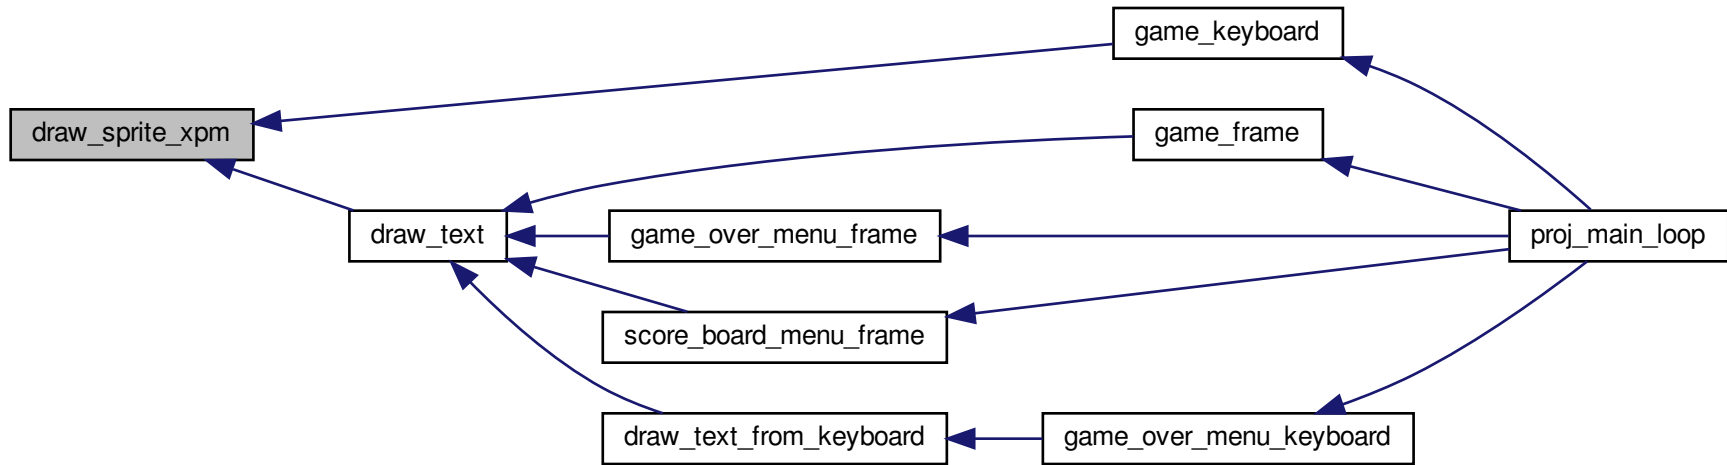 game_keyboard
draw_sprite_xpm
game_frame
draw_text
game_over_menu_frame
proj_main_loop
score_board_menu_frame
draw_text_from_keyboard
game_over_menu_keyboard